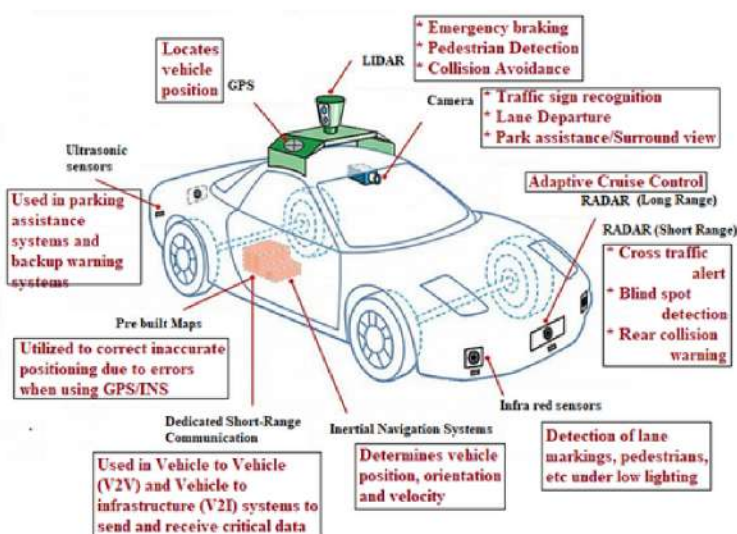 Locates
vehicle
position
GPS
LIDAR
* Emergency braking
* Pedestrian Detection
* Collision Avoidance
Camera
* Traffic sign recognition
* Lane Departure
* Park assistance/Surround view
Ultrasonic
sensors
Used in parking
assistance
systems and
backup warning
systems
Adaptive Cruise Control
RADAR (Long Range)
RADAR (Short Range)
* Cross traffic
alert
* Blind spot
detection
* Rear collision
warning
Pre built Maps
Utilized to correct inaccurate
positioning due to errors
when using GPS/INS
Dedicated Short-Range
Communication
Used in Vehicle to Vehicle
(V2V) and Vehicle to
infrastructure (V2I) systems to
send and receive critical data
Inertial Navigation Systems
Determines vehicle
position, orientation
and velocity
Infra red sensors
Detection of lane
markings, pedestrians,
etc under low lighting